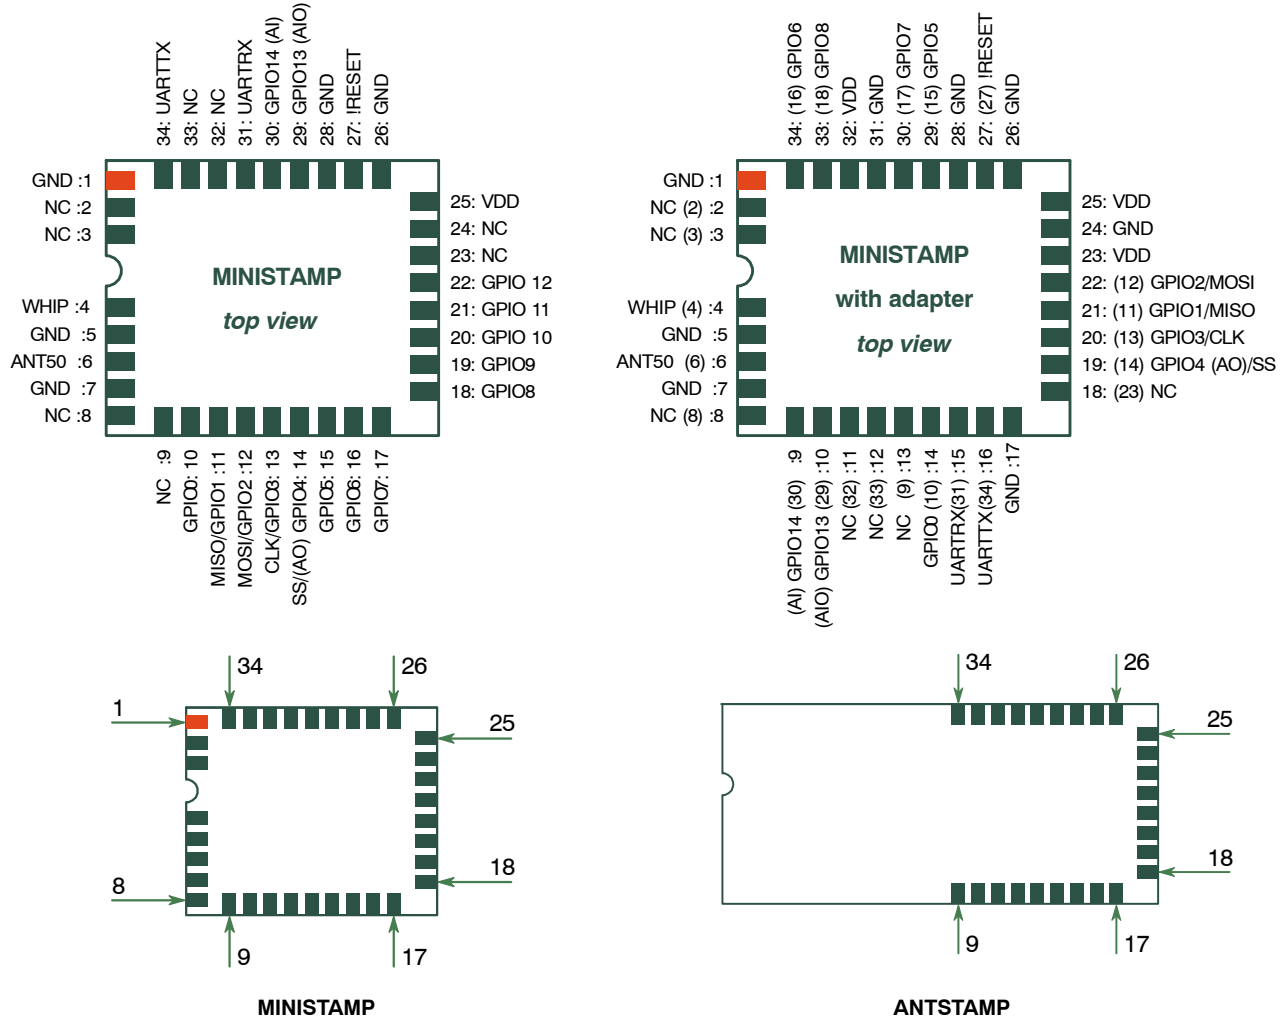 34: UARTTX
33: NC
32: NC
31: UARTRX
30: GPIO14 (AI)
29: GPIO13 (AIO)
28: GND
27: !RESET
26: GND
GND :1
NC :2
NC :3
WHIP :4
GND :5
ANT50 :6
GND :7
NC :8
MINISTAMP
top view
25: VDD
24: NC
23: NC
22: GPIO 12
21: GPIO 11
20: GPIO 10
19: GPIO9
18: GPIO8
NC :9
GPIO0: 10
MISO/GPIO1 :11
MOSI/GPIO2 :12
CLK/GPIO3: 13
SS/(AO) GPIO4: 14
GPIO5: 15
GPIO6: 16
GPIO7: 17
34: (16) GPIO6
33: (18) GPIO8
32: VDD
31: GND
30: (17) GPIO7
29: (15) GPIO5
28: GND
27: (27) !RESET
26: GND
GND :1
NC (2) :2
NC (3) :3
WHIP (4) :4
GND :5
ANT50 (6) :6
GND :7
NC (8) :8
MINISTAMP
with adapter
top view
25: VDD
24: GND
23: VDD
22: (12) GPIO2/MOSI
21: (11) GPIO1/MISO
20: (13) GPIO3/CLK
19: (14) GPIO4 (AO)/SS
18: (23) NC
(AI) GPIO14 (30) :9
(AIO) GPIO13 (29) :10
NC (32) :11
NC (33) :12
NC (9) :13
GPIO0 (10) :14
UARTRX(31) :15
UARTTX(34) :16
GND :17
34
26
1
25
8
18
9
17
MINISTAMP
34
26
25
18
9
17
ANTSTAMP